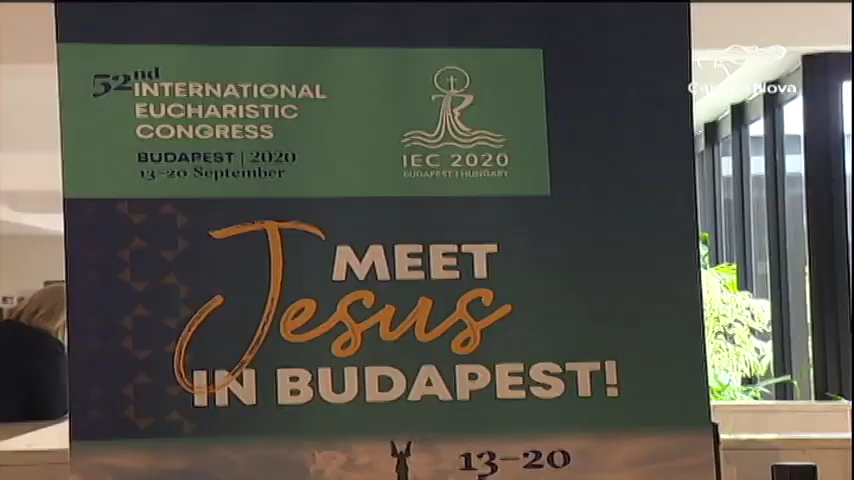 52nd
INTERNATIONAL
EUCHARISTIC
CONGRESS
BUDAPEST | 2020
13-20 September
IEC 2020
BUDAPEST | HUNGARY
MEET
Jesus
IN BUDAPEST!
13-20